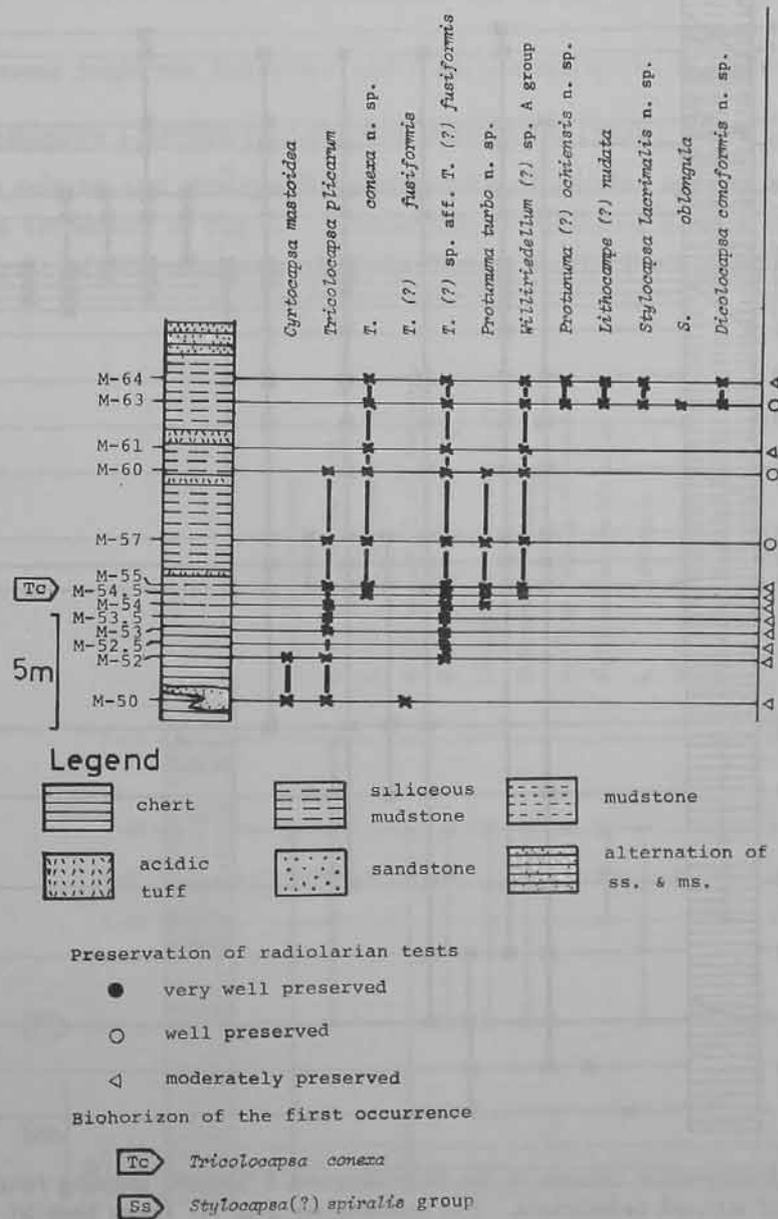 Cyrtocapsa mastoidea
Tricolocapsa plicarum
T. conexa n. sp.
T. (?) fusiformis
T. (?) sp. aff. T. (?) fusiformis
Protunuma turbo n. sp.
Williriedellum (?) sp. A group
Protunuma (?) ochiensis n. sp.
Lithocampe (?) nudata
Stylocapsa lacrimalis n. sp.
S. oblongula
Dicolocapsa conoformis n. sp.
M-64
M-63
M-61
M-60
M-57
M-55
Tc
M-54.5
M-54
M-53.5
M-53
M-52.5
M-52
5m
M-50
Legend
chert
siliceous mudstone
mudstone
acidic tuff
sandstone
alternation of ss. & ms.
Preservation of radiolarian tests
very well preserved
well preserved
moderately preserved
Biohorizon of the first occurrence
Tc Tricolocapsa conexa
Ss Stylocapsa(?) spiralis group